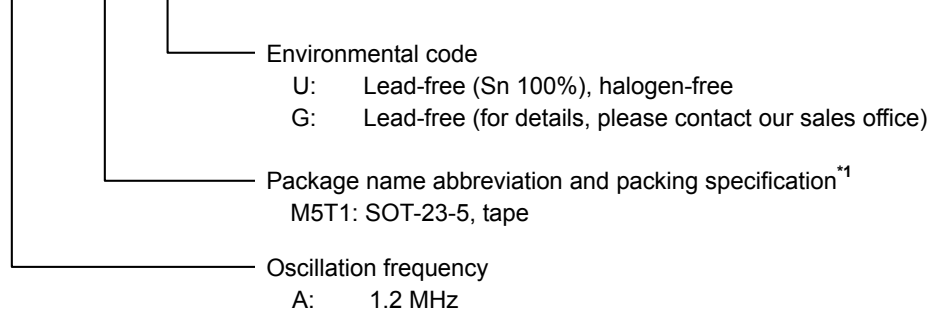 Environmental code
U: Lead-free (Sn 100%), halogen-free
G: Lead-free (for details, please contact our sales office)
Package name abbreviation and packing specification*1
M5T1: SOT-23-5, tape
Oscillation frequency
A: 1.2 MHz